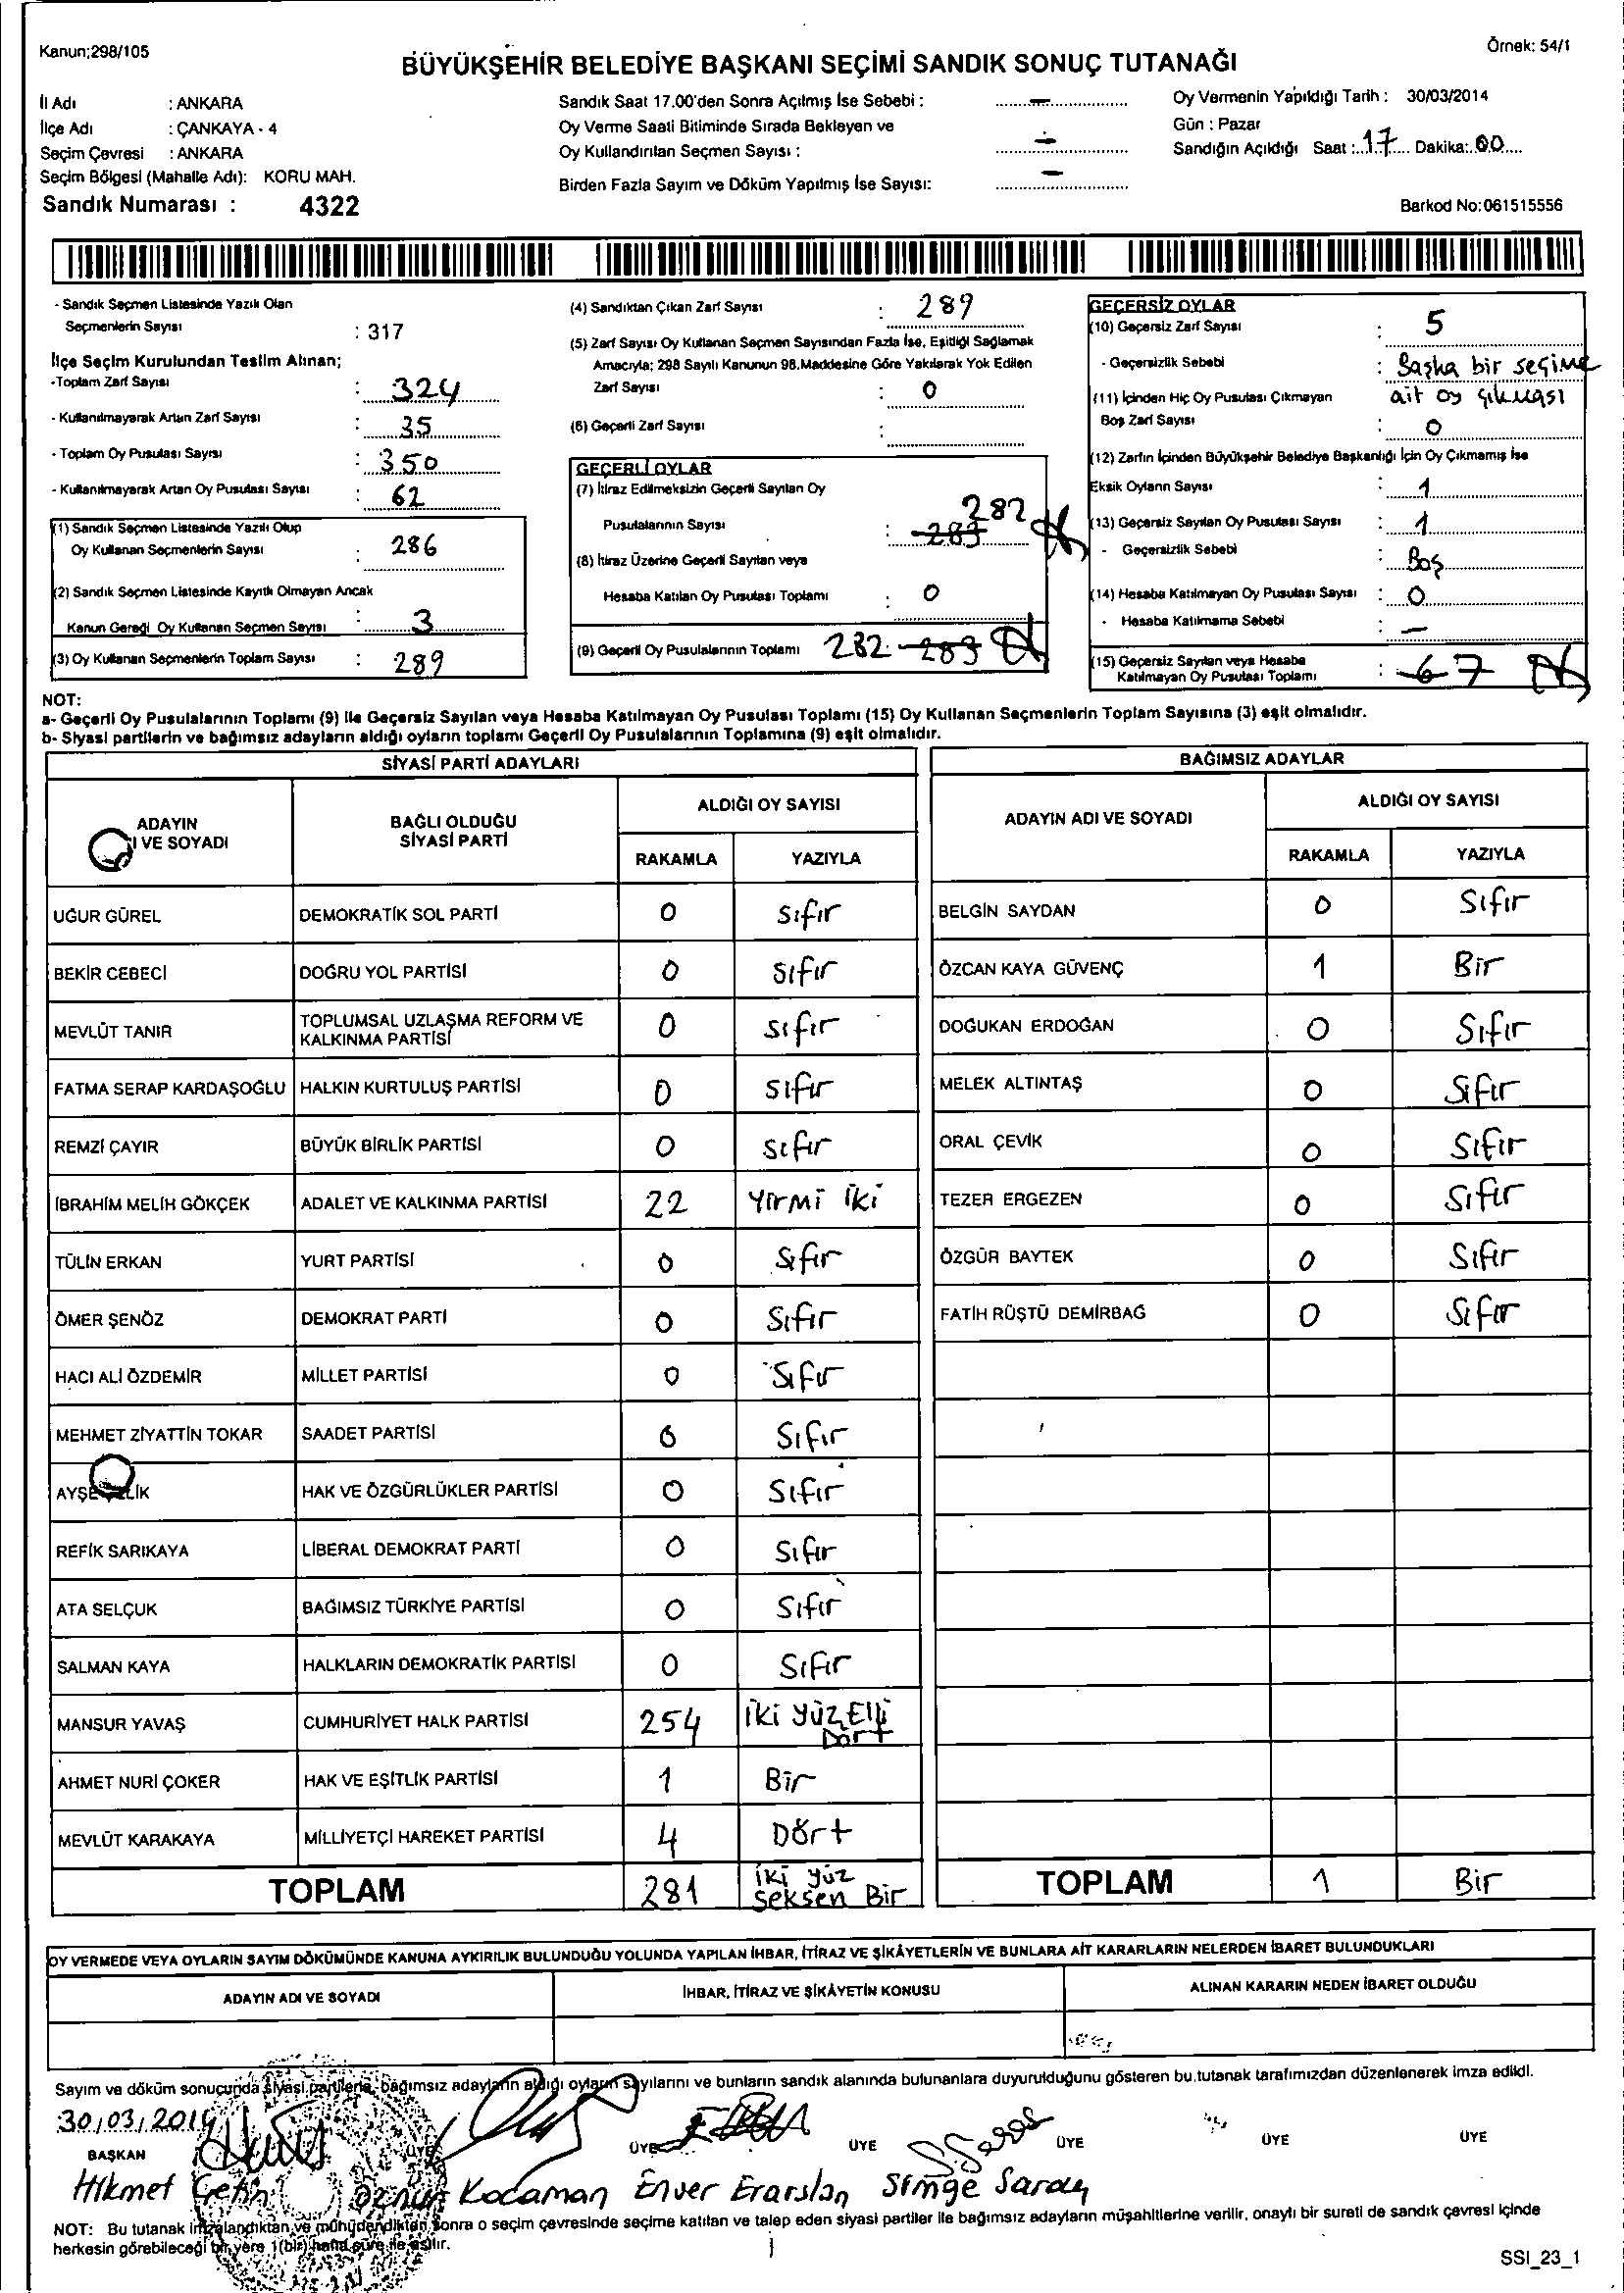 Kanun;298/105
Örnek: 54/1
BÜYÜKŞEHİR BELEDİYE BAŞKANI SEÇİMİ SANDIK SONUÇ TUTANAĞI
İl Adı : ANKARA
İlçe Adı : ÇANKAYA - 4
Seçim Çevresi : ANKARA
Seçim Bölgesi (Mahalle Adı): KORU MAH.
Sandık Numarası : 4322
Sandık Saat 17.00'den Sonra Açılmış İse Sebebi : —
Oy Verme Saati Bitiminde Sırada Bekleyen ve
Oy Kullandırılan Seçmen Sayısı : —
Birden Fazla Sayım ve Döküm Yapılmış İse Sayısı: —
Oy Vermenin Yapıldığı Tarih : 30/03/2014
Gün : Pazar
Sandığın Açıldığı Saat : 17 Dakika: 00
Barkod No:061515556
- Sandık Seçmen Listesinde Yazılı Olan
Seçmenlerin Sayısı : 317
İlçe Seçim Kurulundan Teslim Alınan;
-Toplam Zarf Sayısı : 324
- Kullanılmayarak Artan Zarf Sayısı : 35
- Toplam Oy Pusulası Sayısı : 350
- Kullanılmayarak Artan Oy Pusulası Sayısı : 62
(1) Sandık Seçmen Listesinde Yazılı Olup
Oy Kullanan Seçmenlerin Sayısı : 286
(2) Sandık Seçmen Listesinde Kayıtlı Olmayan Ancak
Kanun Gereği Oy Kullanan Seçmen Sayısı : 3
(3) Oy Kullanan Seçmenlerin Toplam Sayısı : 289
(4) Sandıktan Çıkan Zarf Sayısı : 289
(5) Zarf Sayısı Oy Kullanan Seçmen Sayısından Fazla İse, Eşitliği Sağlamak
Amacıyla; 298 Sayılı Kanunun 98.Maddesine Göre Yakılarak Yok Edilen
Zarf Sayısı : 0
(6) Geçerli Zarf Sayısı :
GEÇERLİ OYLAR
(7) İtiraz Edilmeksizin Geçerli Sayılan Oy
Pusulalarının Sayısı : 283 282
(8) İtiraz Üzerine Geçerli Sayılan veya
Hesaba Katılan Oy Pusulası Toplamı : 0
(9) Geçerli Oy Pusulalarının Toplamı 282 283
GEÇERSİZ OYLAR
(10) Geçersiz Zarf Sayısı : 5
- Geçersizlik Sebebi : Başka bir seçime
ait oy çıkması
(11) İçinden Hiç Oy Pusulası Çıkmayan
Boş Zarf Sayısı : 0
(12) Zarfın İçinden Büyükşehir Belediye Başkanlığı İçin Oy Çıkmamış İse
Eksik Oyların Sayısı : 1
(13) Geçersiz Sayılan Oy Pusulası Sayısı : 1
- Geçersizlik Sebebi : Boş
(14) Hesaba Katılmayan Oy Pusulası Sayısı : 0
- Hesaba Katılmama Sebebi : —
(15) Geçersiz Sayılan veya Hesaba
Katılmayan Oy Pusulası Toplamı : 6 7
NOT:
a- Geçerli Oy Pusulalarının Toplamı (9) ile Geçersiz Sayılan veya Hesaba Katılmayan Oy Pusulası Toplamı (15) Oy Kullanan Seçmenlerin Toplam Sayısına (3) eşit olmalıdır.
b- Siyasi partilerin ve bağımsız adayların aldığı oyların toplamı Geçerli Oy Pusulalarının Toplamına (9) eşit olmalıdır.
SİYASİ PARTİ ADAYLARI
ADAYIN
I VE SOYADI
BAĞLI OLDUĞU
SİYASİ PARTİ
ALDIĞI OY SAYISI
RAKAMLA YAZIYLA
UĞUR GÜREL DEMOKRATİK SOL PARTİ 0 Sıfır
BEKİR CEBECİ DOĞRU YOL PARTİSİ 0 Sıfır
MEVLÜT TANIR TOPLUMSAL UZLAŞMA REFORM VE
KALKINMA PARTİSİ 0 Sıfır
FATMA SERAP KARDAŞOĞLU HALKIN KURTULUŞ PARTİSİ 0 Sıfır
REMZİ ÇAYIR BÜYÜK BİRLİK PARTİSİ 0 Sıfır
İBRAHİM MELİH GÖKÇEK ADALET VE KALKINMA PARTİSİ 22 Yirmi iki
TÜLİN ERKAN YURT PARTİSİ 0 Sıfır
ÖMER ŞENÖZ DEMOKRAT PARTİ 0 Sıfır
HACI ALİ ÖZDEMİR MİLLET PARTİSİ 0 Sıfır
MEHMET ZİYATTİN TOKAR SAADET PARTİSİ 0 Sıfır
AYŞE ÇELİK HAK VE ÖZGÜRLÜKLER PARTİSİ 0 Sıfır
REFİK SARIKAYA LİBERAL DEMOKRAT PARTİ 0 Sıfır
ATA SELÇUK BAĞIMSIZ TÜRKİYE PARTİSİ 0 Sıfır
SALMAN KAYA HALKLARIN DEMOKRATİK PARTİSİ 0 Sıfır
MANSUR YAVAŞ CUMHURİYET HALK PARTİSİ 254 İki yüz Elli
Dört
AHMET NURİ ÇOKER HAK VE EŞİTLİK PARTİSİ 1 Bir
MEVLÜT KARAKAYA MİLLİYETÇİ HAREKET PARTİSİ 4 Dört
TOPLAM 281 iki yüz
seksen Bir
BAĞIMSIZ ADAYLAR
ADAYIN ADI VE SOYADI
ALDIĞI OY SAYISI
RAKAMLA YAZIYLA
BELGİN SAYDAN 0 Sıfır
ÖZCAN KAYA GÜVENÇ 1 Bir
DOĞUKAN ERDOĞAN 0 Sıfır
MELEK ALTINTAŞ 0 Sıfır
ORAL ÇEVİK 0 Sıfır
TEZER ERGEZEN 0 Sıfır
ÖZGÜR BAYTEK 0 Sıfır
FATİH RÜŞTÜ DEMİRBAĞ 0 Sıfır
TOPLAM 1 Bir
OY VERMEDE VEYA OYLARIN SAYIM DÖKÜMÜNDE KANUNA AYKIRILIK BULUNDUĞU YOLUNDA YAPILAN İHBAR, İTİRAZ VE ŞİKÂYETLERİN VE BUNLARA AİT KARARLARIN NELERDEN İBARET BULUNDUKLARI
ADAYIN ADI VE SOYADI
İHBAR, İTİRAZ VE ŞİKÂYETİN KONUSU
ALINAN KARARIN NEDEN İBARET OLDUĞU
Sayım ve döküm sonucunda siyasi partilerle, bağımsız adayların aldığı oyların sayılarını ve bunların sandık alanında bulunanlara duyurulduğunu gösteren bu tutanak tarafımızdan düzenlenerek imza edildi.
30/03/2014
BAŞKAN ÜYE ÜYE ÜYE ÜYE ÜYE ÜYE
Hikmet Çetin Öznur Kocaman Enver Erarslan Simge Saray
NOT: Bu tutanak imzalandıktan ve mühürlendikten sonra o seçim çevresinde seçime katılan ve talep eden siyasi partiler ile bağımsız adayların müşahitlerine verilir, onaylı bir sureti de sandık çevresi içinde
herkesin görebileceği bir yere 1(bir) hafta süre ile asılır.
SSI_23_1